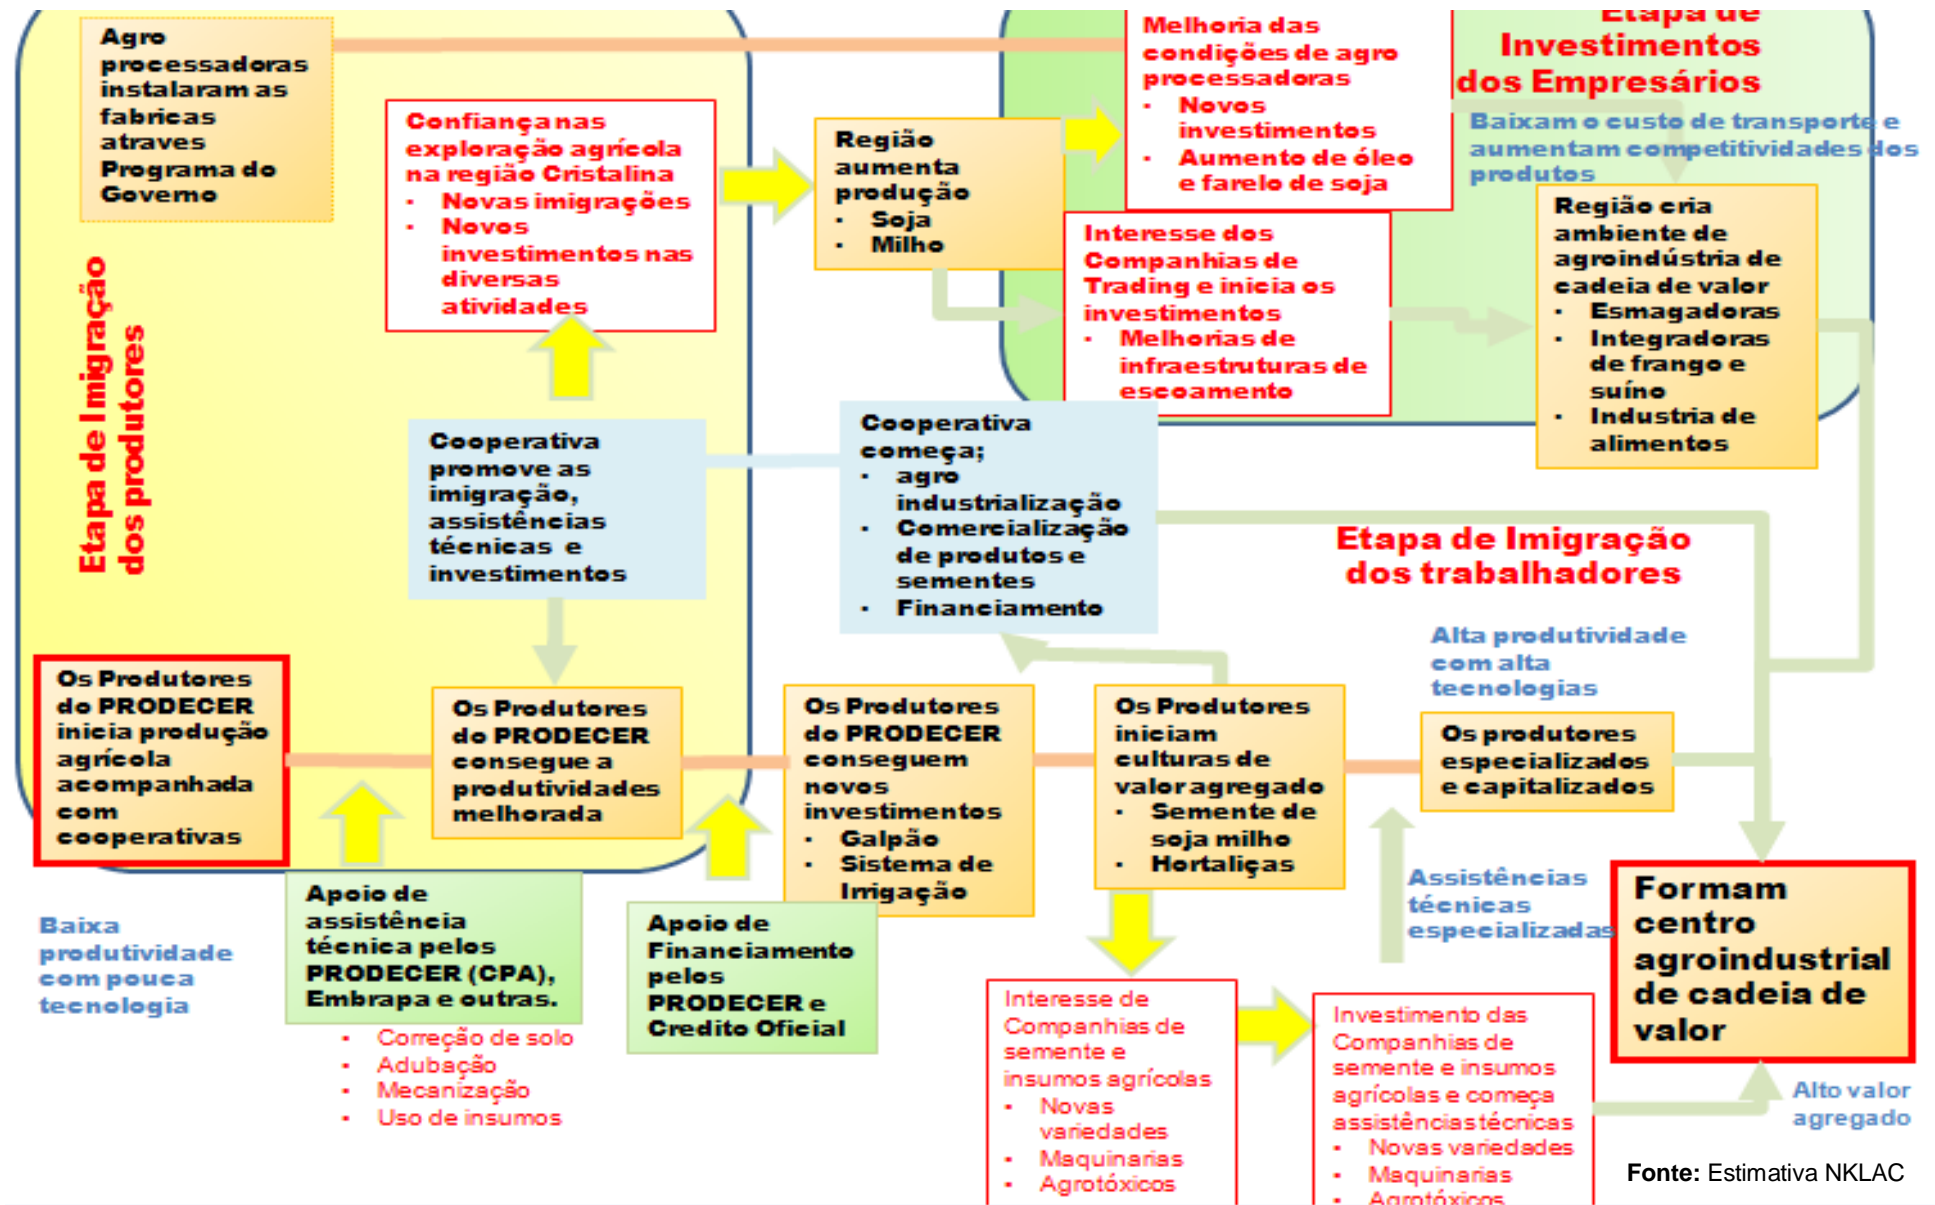 Agro
processadoras
instalaram as
fabricas
atraves
Programa do
Governo
Etapa de Imigração
dos produtores
Confiança nas
exploração agrícola
na região Cristalina
▪ Novas imigrações
▪ Novos
investimentos nas
diversas
atividades
Região
aumenta
produção
▪ Soja
▪ Milho
Melhoria das
condições de agro
processadoras
▪ Novos
investimentos
▪ Aumento de óleo
e farelo de soja
Etapa de
Investimentos
dos Empresários
Baixam o custo de transporte e
aumentam competitividades dos
produtos
Interesse dos
Companhias de
Trading e inicia os
investimentos
▪ Melhorias de
infraestruturas de
escoamento
Região cria
ambiente de
agroindústria de
cadeia de valor
▪ Esmagadoras
▪ Integradoras
de frango e
suíno
▪ Industria de
alimentos
Cooperativa
promove as
imigração,
assistências
técnicas e
investimentos
Cooperativa
começa;
▪ agro
industrialização
▪ Comercialização
de produtos e
sementes
▪ Financiamento
Etapa de Imigração
dos trabalhadores
Alta produtividade
com alta
tecnologias
Os Produtores
do PRODECER
inicia produção
agrícola
acompanhada
com
cooperativas
Os Produtores
do PRODECER
consegue a
produtividades
melhorada
Os Produtores
do PRODECER
conseguem
novos
investimentos
▪ Galpão
▪ Sistema de
Irrigação
Os Produtores
iniciam
culturas de
valor agregado
▪ Semente de
soja milho
▪ Hortaliças
Os produtores
especializados
e capitalizados
Baixa
produtividade
com pouca
tecnologia
Apoio de
assistência
técnica pelos
PRODECER (CPA),
Embrapa e outras.
▪ Correção de solo
▪ Adubação
▪ Mecanização
▪ Uso de insumos
Apoio de
Financiamento
pelos
PRODECER e
Credito Oficial
Assistências
técnicas
especializadas
Formam
centro
agroindustrial
de cadeia de
valor
Interesse de
Companhias de
semente e
insumos agrícolas
▪ Novas
variedades
▪ Maquinarias
▪ Agrotóxicos
Investimento das
Companhias de
semente e insumos
agrícolas e começa
assistências técnicas
▪ Novas variedades
▪ Maquinarias
▪ Agrotóxicos
Alto valor
agregado
Fonte: Estimativa NKLAC